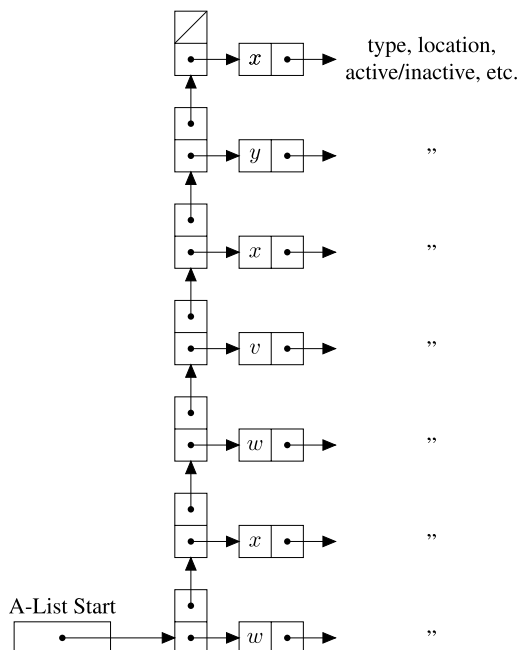 type, location,
x active/inactive, etc.
y ”
x ”
v ”
w ”
x ”
A-List Start
w ”